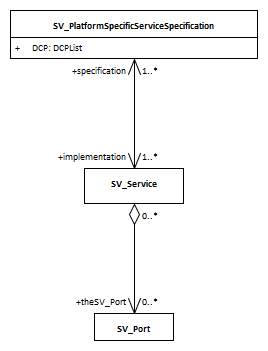 SV_PlatformSpecificServiceSpecification
+ DCP: DCPList
+specification 1..*
+implementation 1..*
SV_Service
0..*
+theSV_Port 0..*
SV_Port